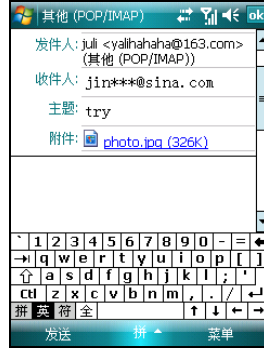 其他 (POP/IMAP) ok
发件人: juli <yalihahaha@163.com>
(其他 (POP/IMAP))
收件人: jin***@sina.com
主题: try
附件: photo.jpg (326K)
` 1 2 3 4 5 6 7 8 9 0 - =
q w e r t y u i o p [ ]
a s d f g h j k l ; '
Ctl z x c v b n m , . /
拼 英 符 全
发送 拼 菜单